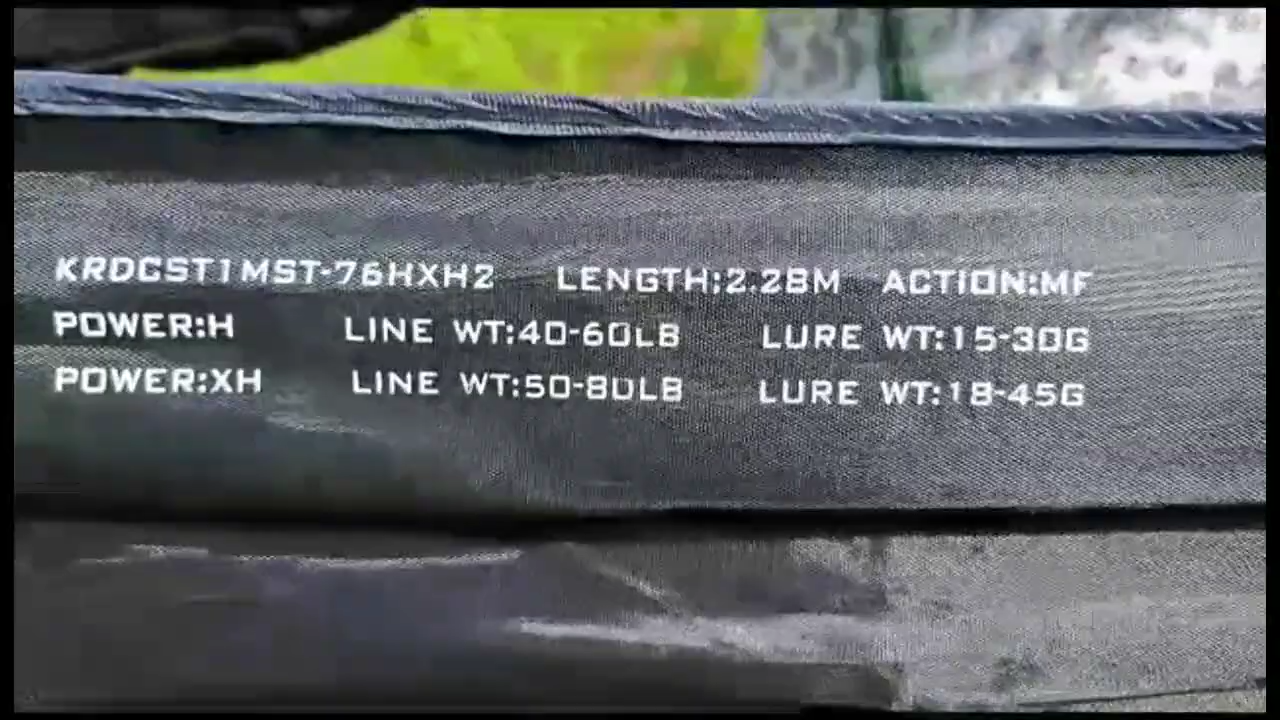 KRDCST1MST-76HXH2 LENGTH:2.28M ACTION:MF
POWER:H LINE WT:40-60LB LURE WT:15-30G
POWER:XH LINE WT:50-80LB LURE WT:18-45G